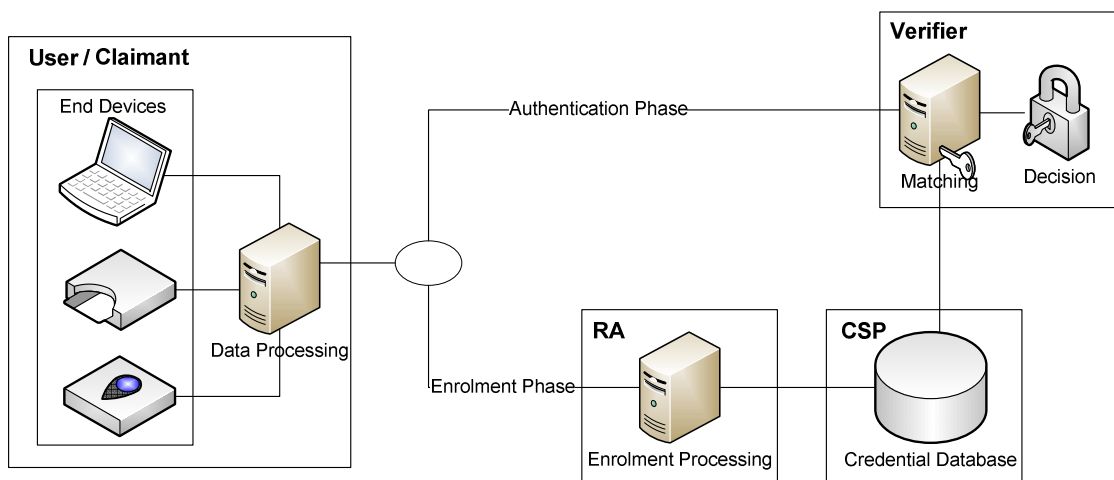 User / Claimant
End Devices
Data Processing
Authentication Phase
Verifier
Matching
Decision
Enrolment Phase
RA
Enrolment Processing
CSP
Credential Database